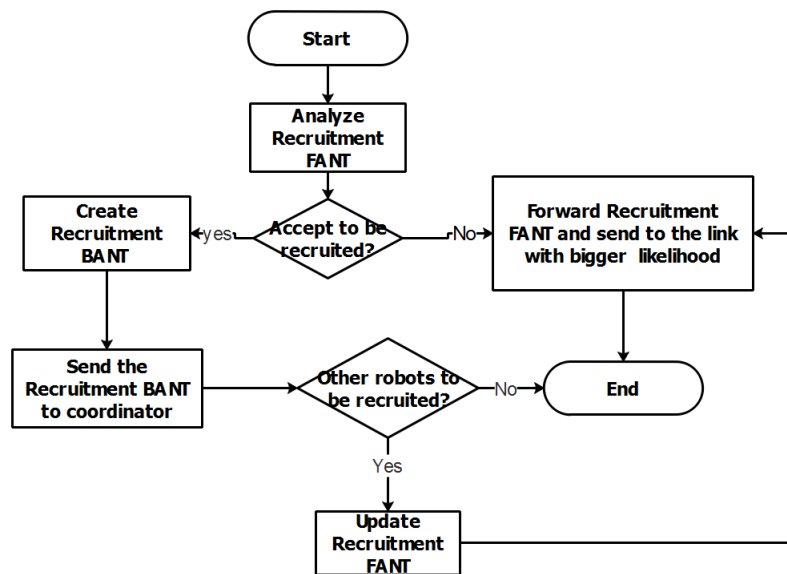 Start
Analyze
Recruitment
FANT
Accept to be
recruited?
yes
No
Create
Recruitment
BANT
Forward Recruitment
FANT and send to the link
with bigger likelihood
Send the
Recruitment BANT
to coordinator
Other robots to
be recruited?
No
End
Yes
Update
Recruitment
FANT